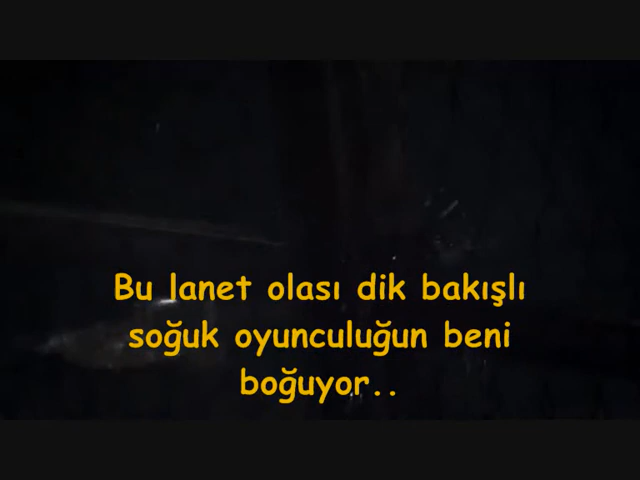 Bu lanet olası dik bakışlı
soğuk oyunculuğun beni
boğuyor..